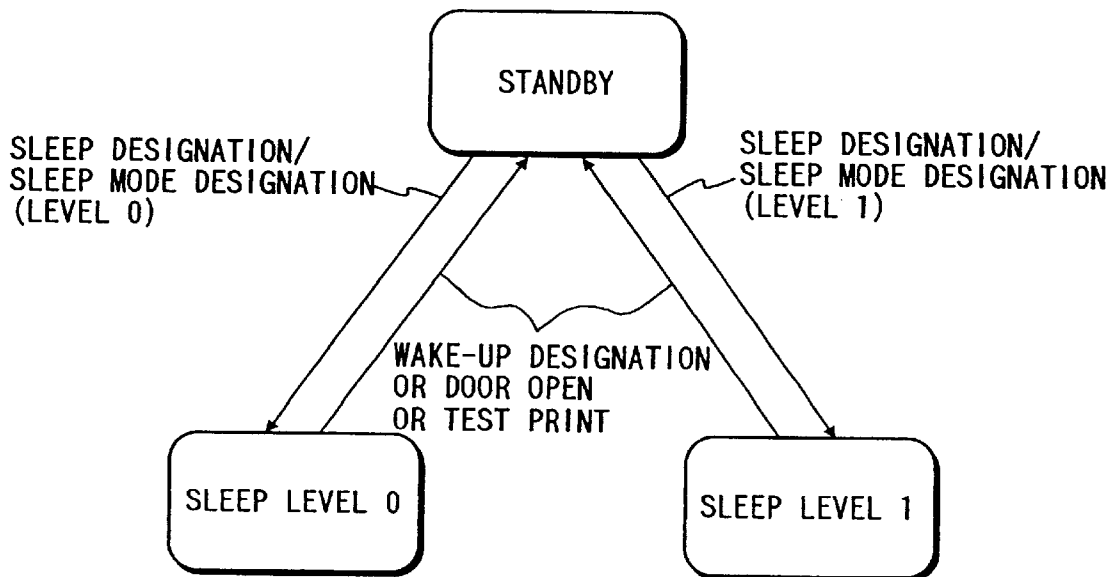 STANDBY
SLEEP DESIGNATION/
SLEEP MODE DESIGNATION
(LEVEL 0)
SLEEP DESIGNATION/
SLEEP MODE DESIGNATION
(LEVEL 1)
WAKE-UP DESIGNATION
OR DOOR OPEN
OR TEST PRINT
SLEEP LEVEL 0
SLEEP LEVEL 1